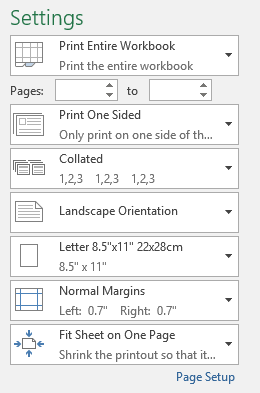 Settings
Print Entire Workbook
Print the entire workbook
Pages: to
Print One Sided
Only print on one side of th...
Collated
1,2,3 1,2,3 1,2,3
Landscape Orientation
Letter 8.5"x11" 22x28cm
8.5" x 11"
Normal Margins
Left: 0.7" Right: 0.7"
Fit Sheet on One Page
Shrink the printout so that it...
Page Setup